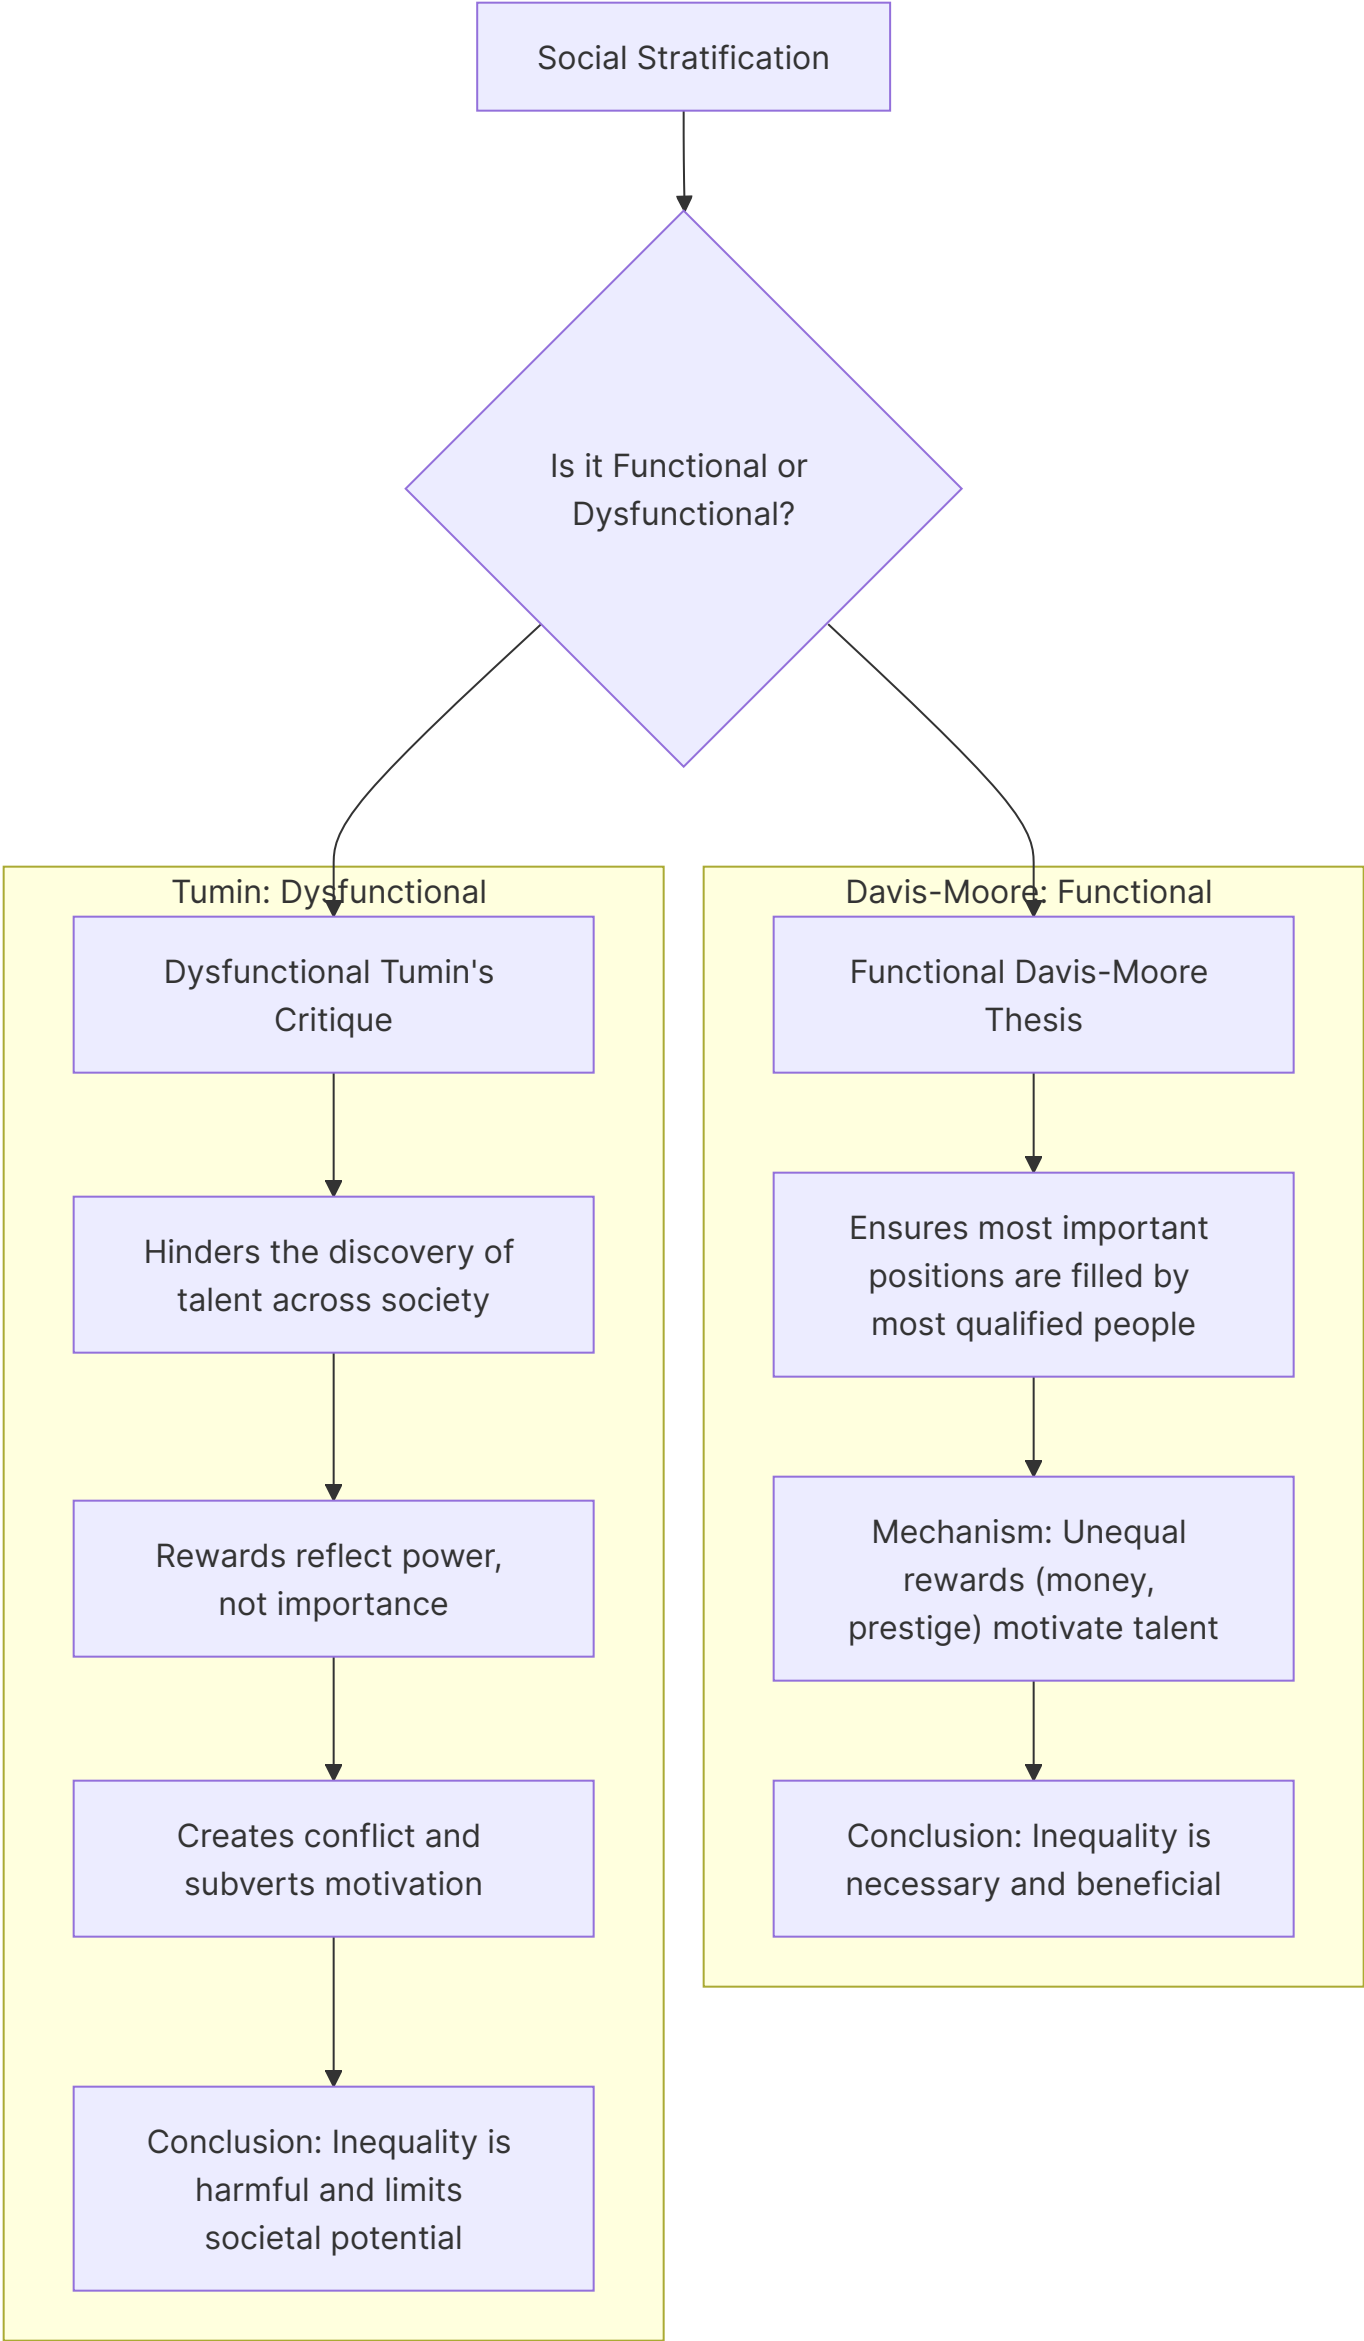 Social Stratification
Is it Functional or
Dysfunctional?
Tumin: Dysfunctional
Dysfunctional Tumin's
Critique
Hinders the discovery of
talent across society
Rewards reflect power,
not importance
Creates conflict and
subverts motivation
Conclusion: Inequality is
harmful and limits
societal potential
Davis-Moore: Functional
Functional Davis-Moore
Thesis
Ensures most important
positions are filled by
most qualified people
Mechanism: Unequal
rewards (money,
prestige) motivate talent
Conclusion: Inequality is
necessary and beneficial